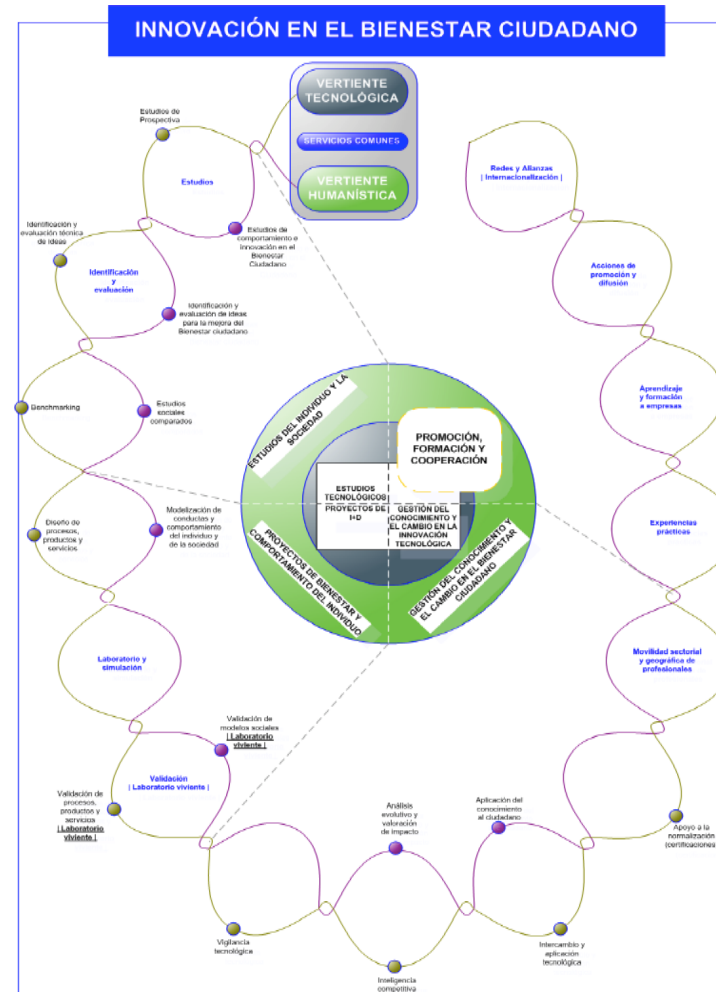 INNOVACIÓN EN EL BIENESTAR CIUDADANO
VERTIENTE
TECNOLÓGICA
SERVICIOS COMUNES
VERTIENTE
HUMANÍSTICA
Estudios de
Prospectiva
Estudios
Estudios de
comportamiento e
innovación en el
Bienestar
Ciudadano
Identificación y
evaluación técnica
de ideas
Identificación
y
evaluación
Identificación y
evaluación de ideas
para la mejora del
Bienestar ciudadano
Benchmarking
Estudios
sociales
comparados
Diseño de
procesos,
productos y
servicios
Modelización de
conductas y
comportamiento
del individuo y
de la sociedad
Laboratorio y
simulación
Validación de
modelos sociales
| Laboratorio
viviente |
Validación
| Laboratorio viviente |
Validación de
procesos,
productos y
servicios
| Laboratorio
viviente |
Vigilancia
tecnológica
Análisis
evolutivo y
valoración
de impacto
Inteligencia
competitiva
Aplicación del
conocimiento
al ciudadano
Intercambio y
aplicación
tecnológica
Apoyo a la
normalización
(certificaciones
Movilidad sectorial
y geográfica de
profesionales
Experiencias
prácticas
Aprendizaje
y formación
a empresas
Acciones de
promoción y
difusión
Redes y Alianzas
| Internacionalización |
ESTUDIOS DEL INDIVIDUO Y LA
SOCIEDAD
PROMOCIÓN,
FORMACIÓN Y
COOPERACIÓN
ESTUDIOS
TECNOLÓGICOS
PROYECTOS DE
I+D
GESTIÓN DEL
CONOCIMIENTO Y
EL CAMBIO EN LA
INNOVACIÓN
TECNOLÓGICA
PROYECTOS DE BIENESTAR Y
COMPORTAMIENTO DEL INDIVIDUO
GESTIÓN DEL CONOCIMIENTO Y
EL CAMBIO EN EL BIENESTAR
CIUDADANO